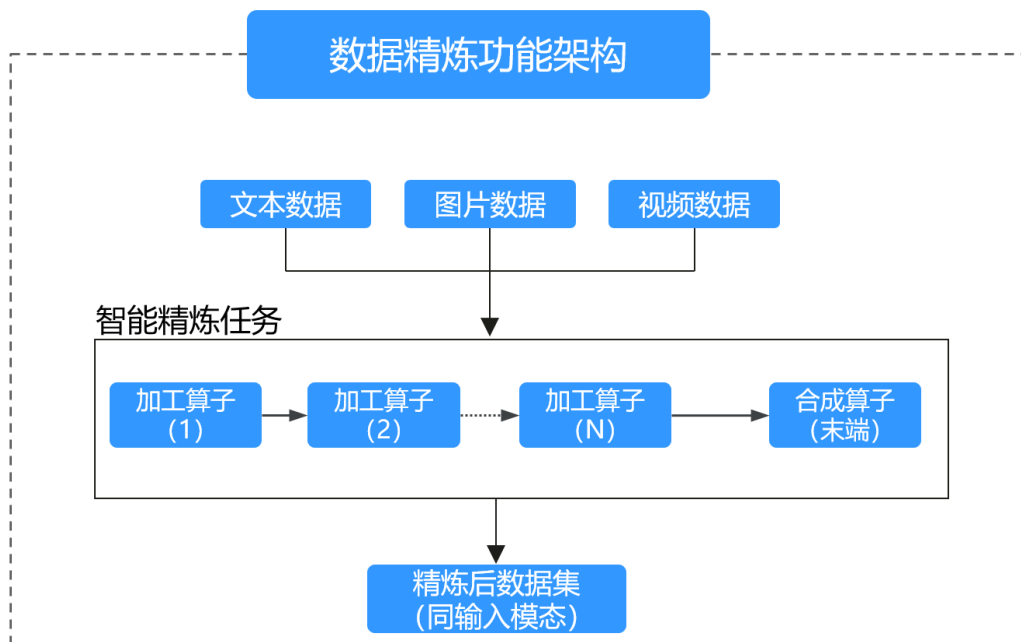 数据精炼功能架构
文本数据
图片数据
视频数据
智能精炼任务
加工算子
（1）
加工算子
（2）
加工算子
（N）
合成算子
（末端）
精炼后数据集
（同输入模态）